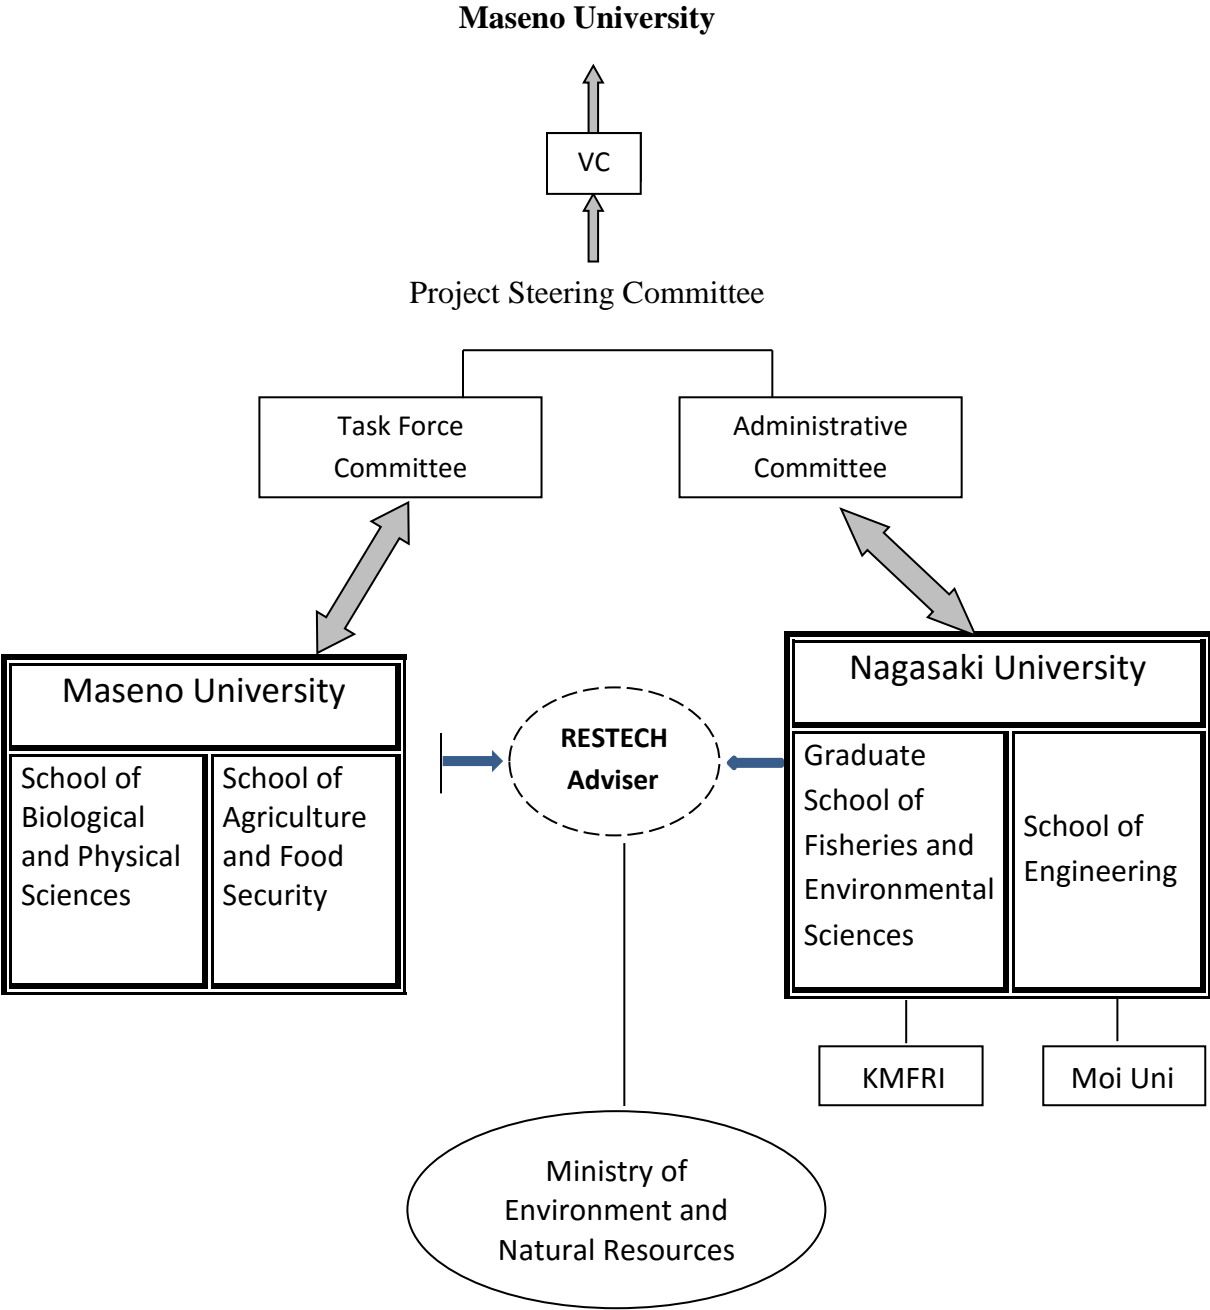 Maseno University
VC
Project Steering Committee
Task Force
Committee
Administrative
Committee
Maseno University
School of
Biological
and Physical
Sciences
School of
Agriculture
and Food
Security
RESTECH
Adviser
Nagasaki University
Graduate
School of
Fisheries and
Environmental
Sciences
School of
Engineering
KMFRI
Moi Uni
Ministry of
Environment and
Natural Resources